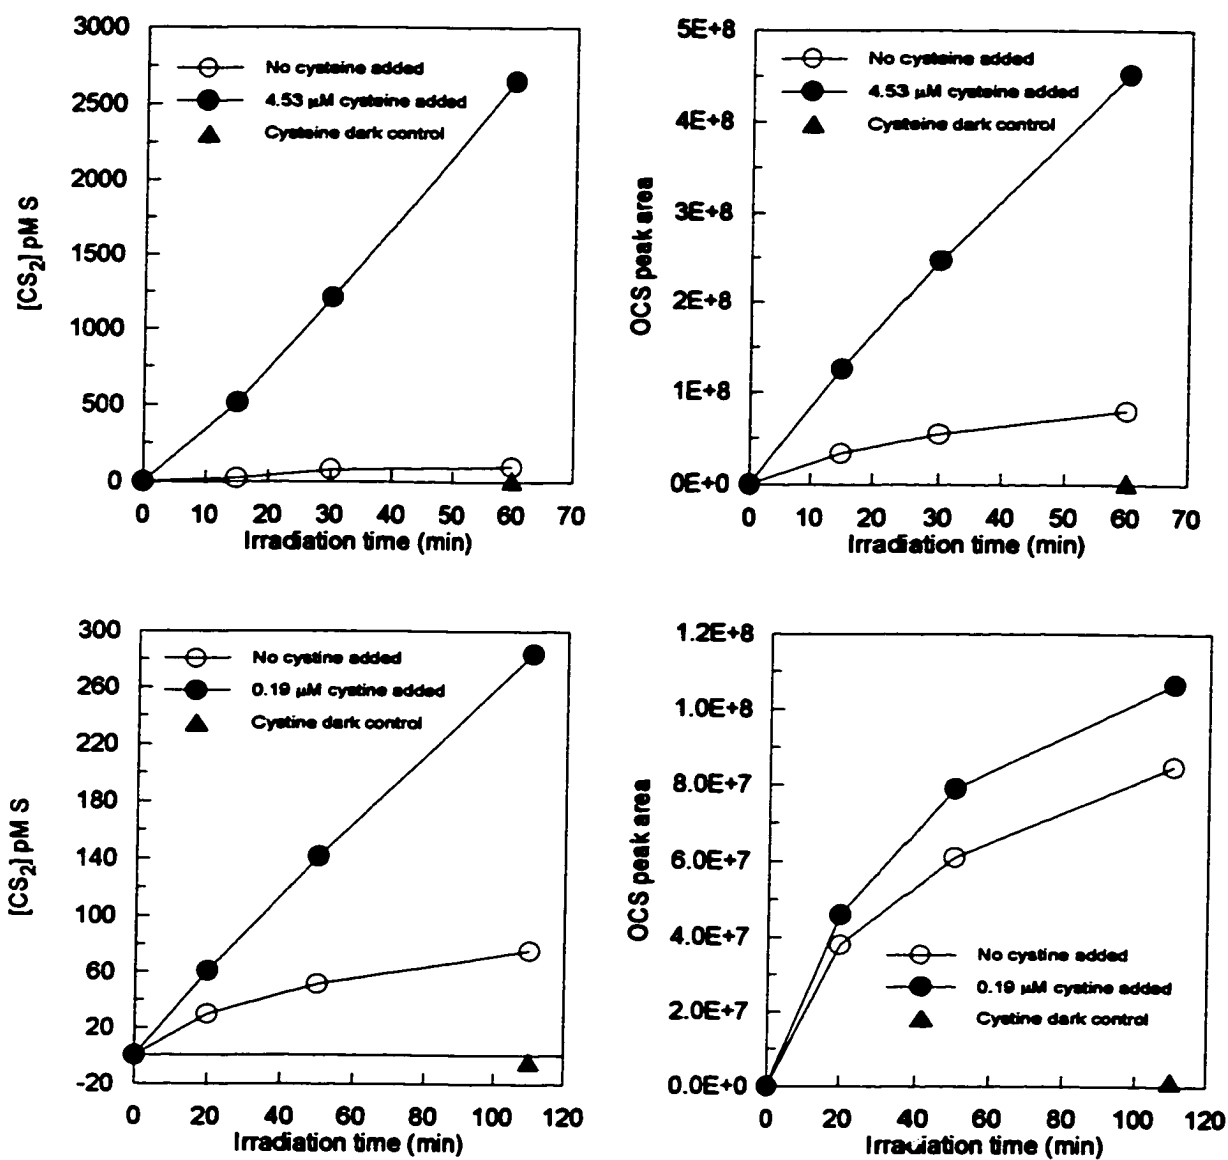 3000
2500
2000
1500
1000
500
0
[CS2] pM S
No cysteine added
4.53 µM cysteine added
Cysteine dark control
0 10 20 30 40 50 60 70
Irradiation time (min)
5E+8
4E+8
3E+8
2E+8
1E+8
0E+0
OCS peak area
No cysteine added
4.53 µM cysteine added
Cysteine dark control
0 10 20 30 40 50 60 70
Irradiation time (min)
300
260
220
180
140
100
60
20
-20
[CS2] pM S
No cystine added
0.19 µM cystine added
Cystine dark control
0 20 40 60 80 100 120
Irradiation time (min)
1.2E+8
1.0E+8
8.0E+7
6.0E+7
4.0E+7
2.0E+7
0.0E+0
OCS peak area
No cystine added
0.19 µM cystine added
Cystine dark control
0 20 40 60 80 100 120
Irradiation time (min)